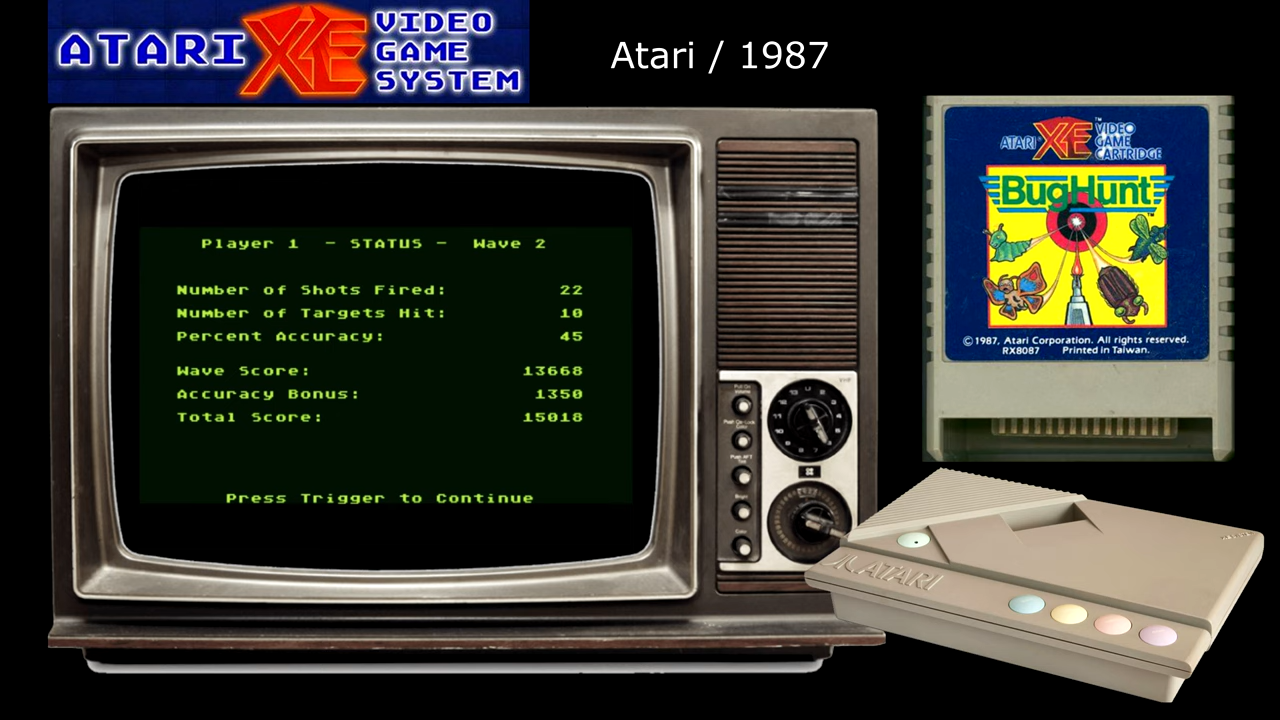 ATARI XE VIDEO
GAME
SYSTEM
Atari / 1987
Player 1 - STATUS - Wave 2
Number of Shots Fired: 22
Number of Targets Hit: 10
Percent Accuracy: 45
Wave Score: 13668
Accuracy Bonus: 1350
Total Score: 15018
Press Trigger to Continue
ATARI XE™ VIDEO
GAME
CARTRIDGE
BugHunt™
©1987, Atari Corporation. All rights reserved.
RX8087 Printed in Taiwan.
ATARI